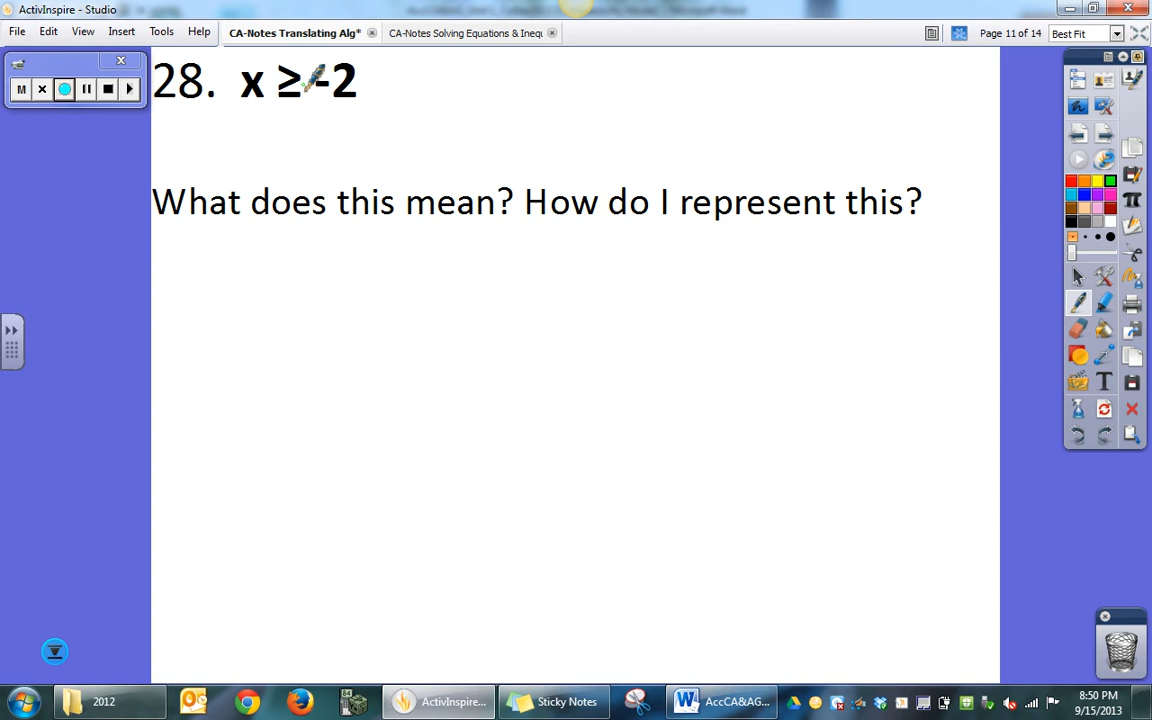 ActivInspire - Studio
File Edit View Insert Tools Help
CA-Notes Translating Alg*
CA-Notes Solving Equations & Inequ
Page 11 of 14
Best Fit
M
28. x ≥ -2
What does this mean? How do I represent this?
2012
ActivInspire...
Sticky Notes
AccCA&AG...
8:50 PM
9/15/2013